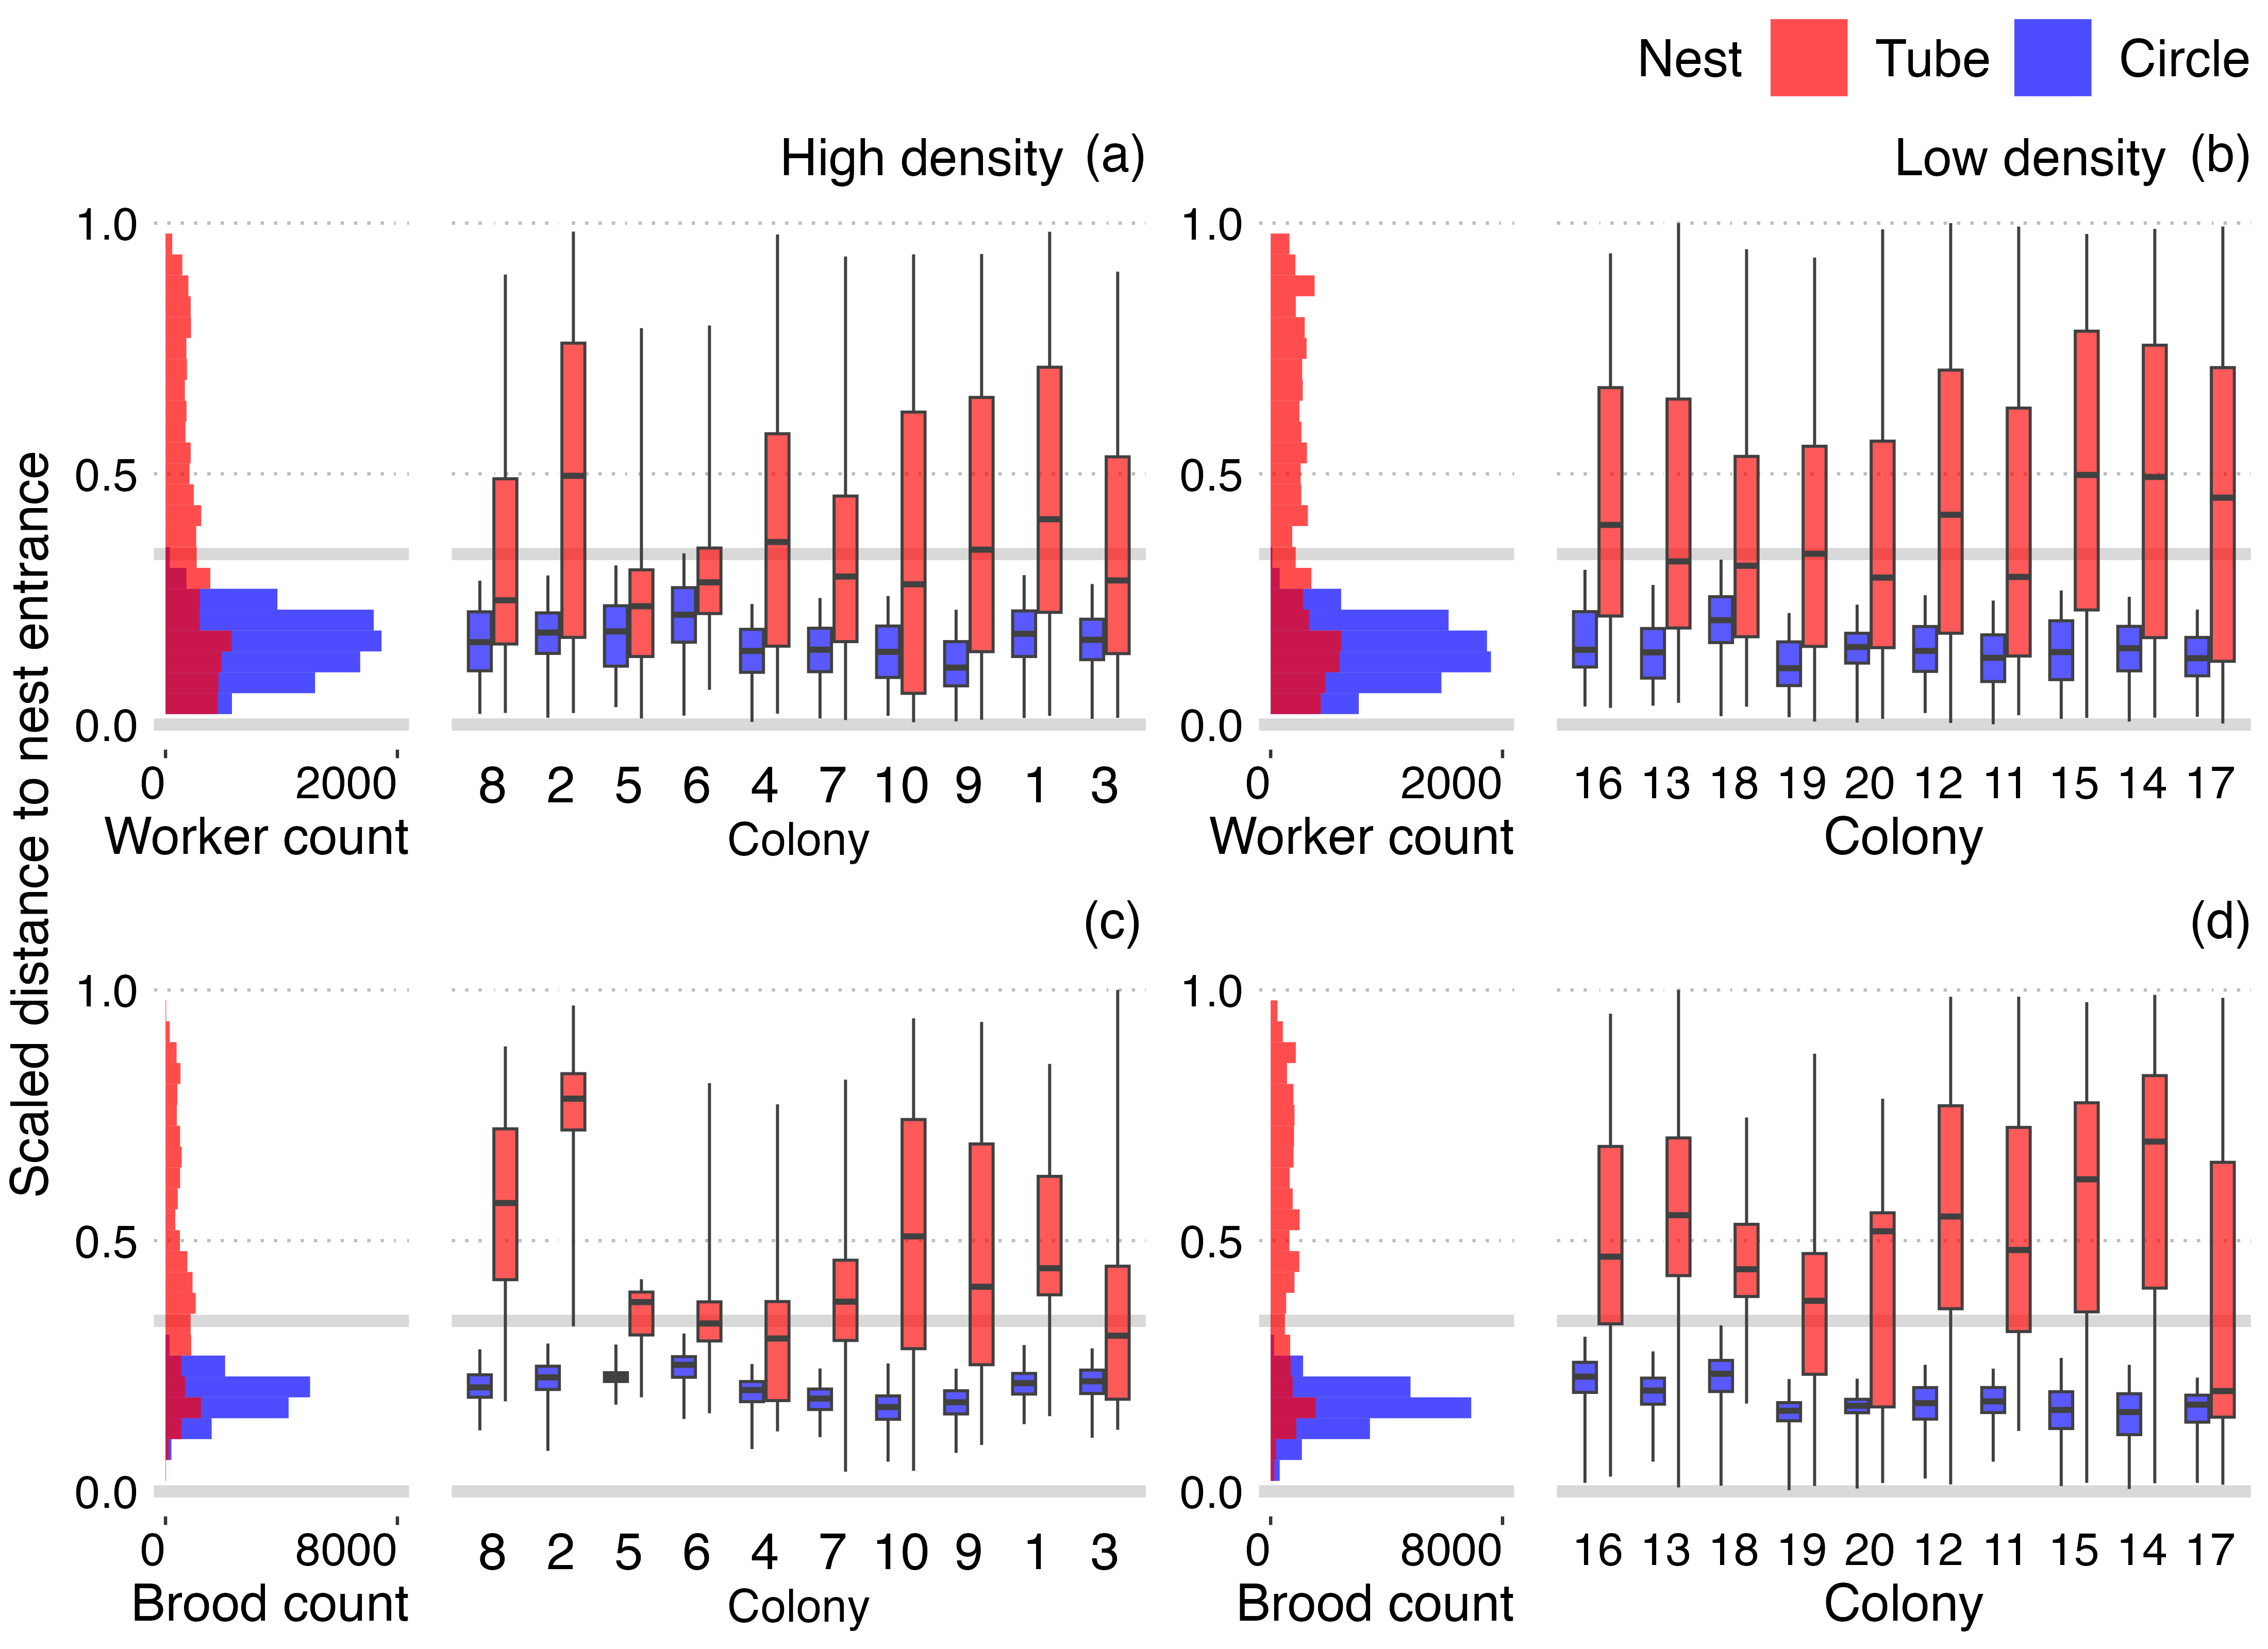 Nest Tube Circle
High density (a)
Low density (b)
Scaled distance to nest entrance
1.0
0.5
0.0
0 2000
Worker count
8 2 5 6 4 7 10 9 1 3
Colony
1.0
0.5
0.0
0 2000
Worker count
16 13 18 19 20 12 11 15 14 17
Colony
(c)
(d)
1.0
0.5
0.0
0 8000
Brood count
8 2 5 6 4 7 10 9 1 3
Colony
1.0
0.5
0.0
0 8000
Brood count
16 13 18 19 20 12 11 15 14 17
Colony